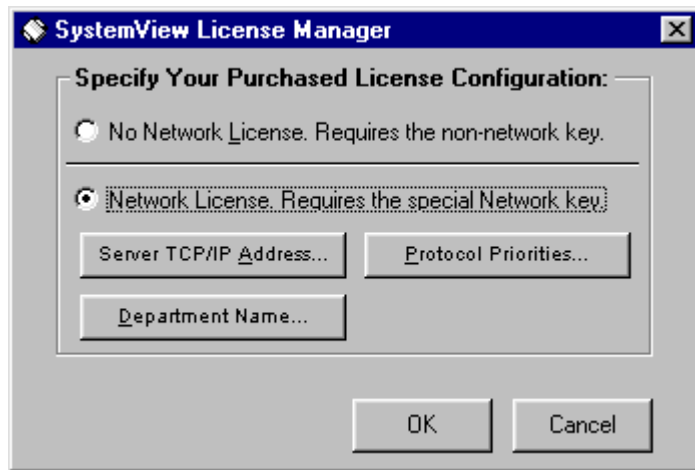 SystemView License Manager
Specify Your Purchased License Configuration:
No Network License. Requires the non-network key.
Network License. Requires the special Network key.
Server TCP/IP Address... Protocol Priorities...
Department Name...
OK Cancel